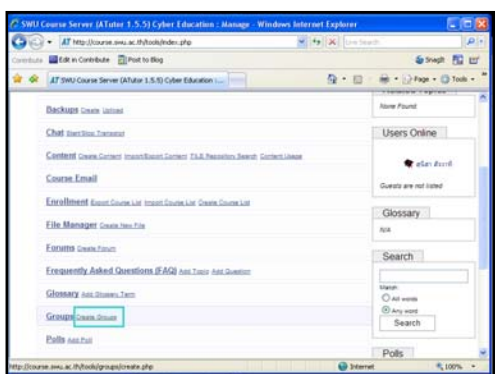 SWU Course Server (ATutor 1.5.5) Cyber Education : Manage - Windows Internet Explorer
http://course.swu.ac.th/tools/index.php
Live Search
Contribute Edit in Contribute Post to Blog
SnagIt
SWU Course Server (ATutor 1.5.5) Cyber Education : ...
Page Tools
Related Topics
None Found
Backups Create Upload
Chat Start/Stop Transcript
Content Create Content Import/Export Content TILE Repository Search Content Usage
Course Email
Enrollment Export Course List Import Course List Create Course List
File Manager Create New File
Forums Create Forum
Frequently Asked Questions (FAQ) Add Topic Add Question
Glossary Add Glossary Term
Groups Create Groups
Polls Add Poll
Users Online
Guests are not listed
Glossary
N/A
Search
Match:
All words
Any word
Search
Polls
http://course.swu.ac.th/tools/groups/create.php
Internet
100%